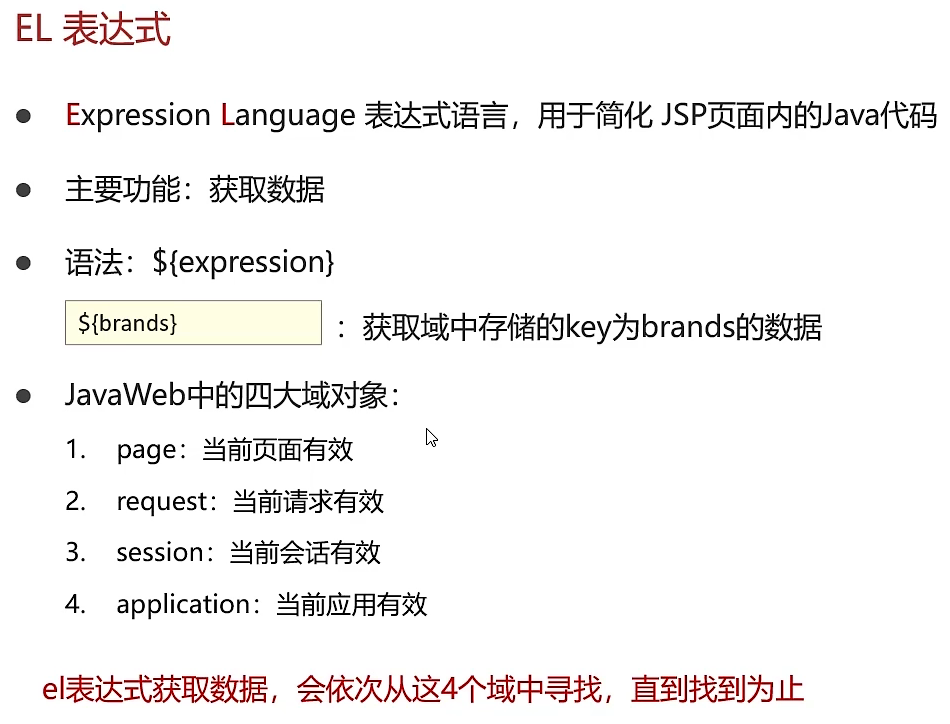 EL 表达式
● Expression Language 表达式语言，用于简化 JSP页面内的Java代码
● 主要功能：获取数据
● 语法：${expression}
${brands} ：获取域中存储的key为brands的数据
● JavaWeb中的四大域对象：
1. page：当前页面有效
2. request：当前请求有效
3. session：当前会话有效
4. application：当前应用有效
el表达式获取数据，会依次从这4个域中寻找，直到找到为止